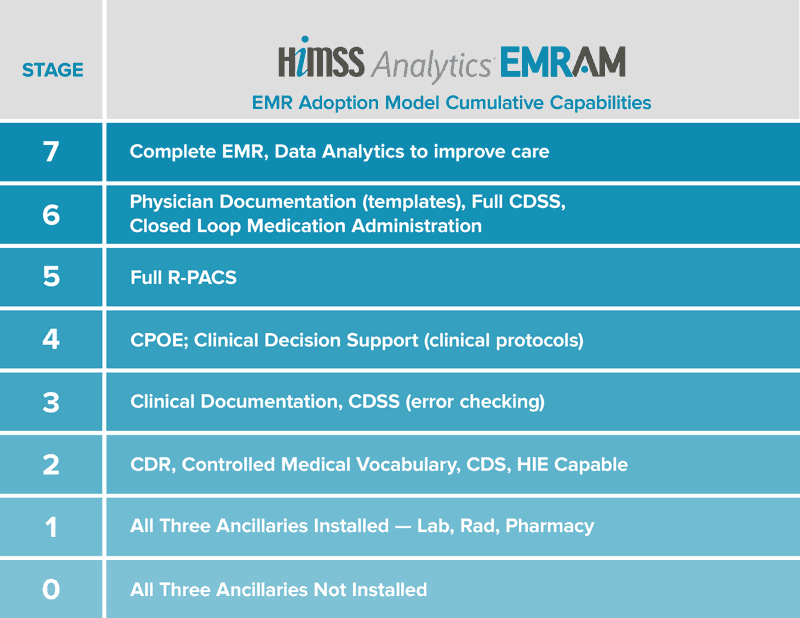 STAGE
HiMSS Analytics EMRAM
EMR Adoption Model Cumulative Capabilities
7
Complete EMR, Data Analytics to improve care
6
Physician Documentation (templates), Full CDSS,
Closed Loop Medication Administration
5
Full R-PACS
4
CPOE; Clinical Decision Support (clinical protocols)
3
Clinical Documentation, CDSS (error checking)
2
CDR, Controlled Medical Vocabulary, CDS, HIE Capable
1
All Three Ancillaries Installed — Lab, Rad, Pharmacy
0
All Three Ancillaries Not Installed